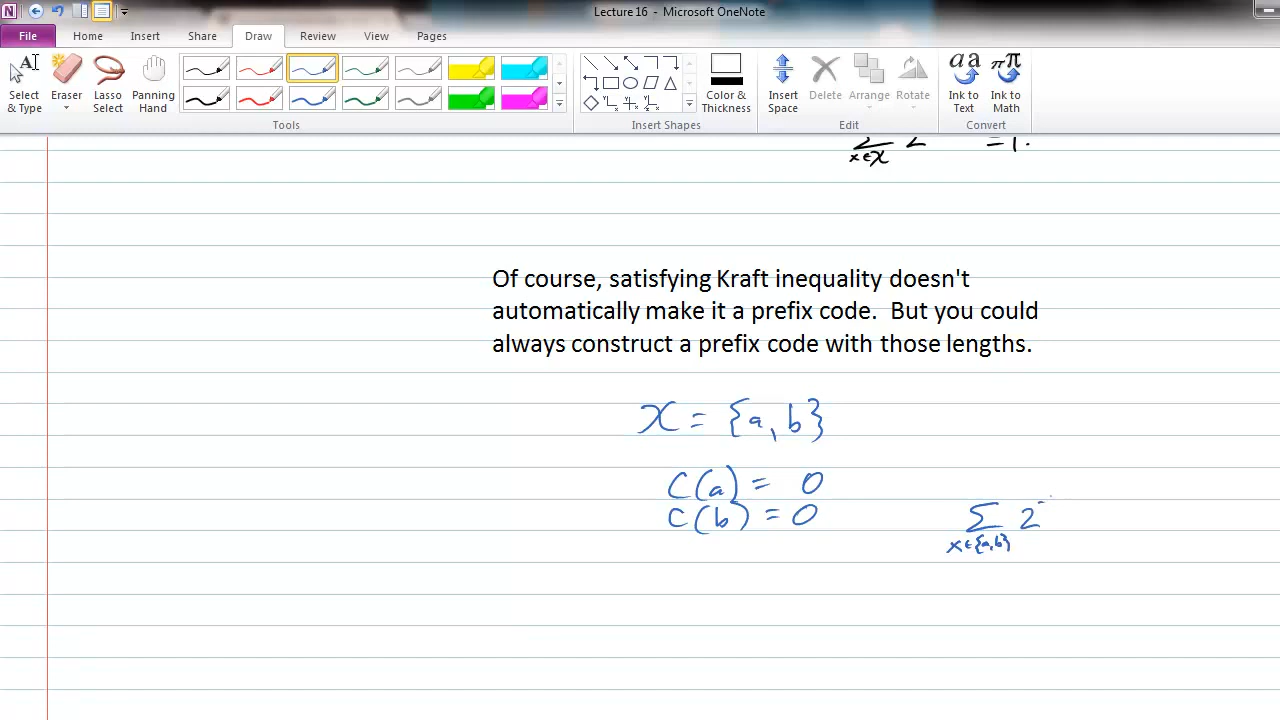 Lecture 16 - Microsoft OneNote
File Home Insert Share Draw Review View Pages
Select & Type Eraser Lasso Select Panning Hand Color & Thickness Insert Space Delete Arrange Rotate Ink to Text Ink to Math
Tools Insert Shapes Edit Convert
∑ 2 = 1.
x∈𝒳
Of course, satisfying Kraft inequality doesn't
automatically make it a prefix code. But you could
always construct a prefix code with those lengths.
𝒳 = {a, b}
C(a) = 0
C(b) = 0
∑ 2⁻
x∈{a,b}